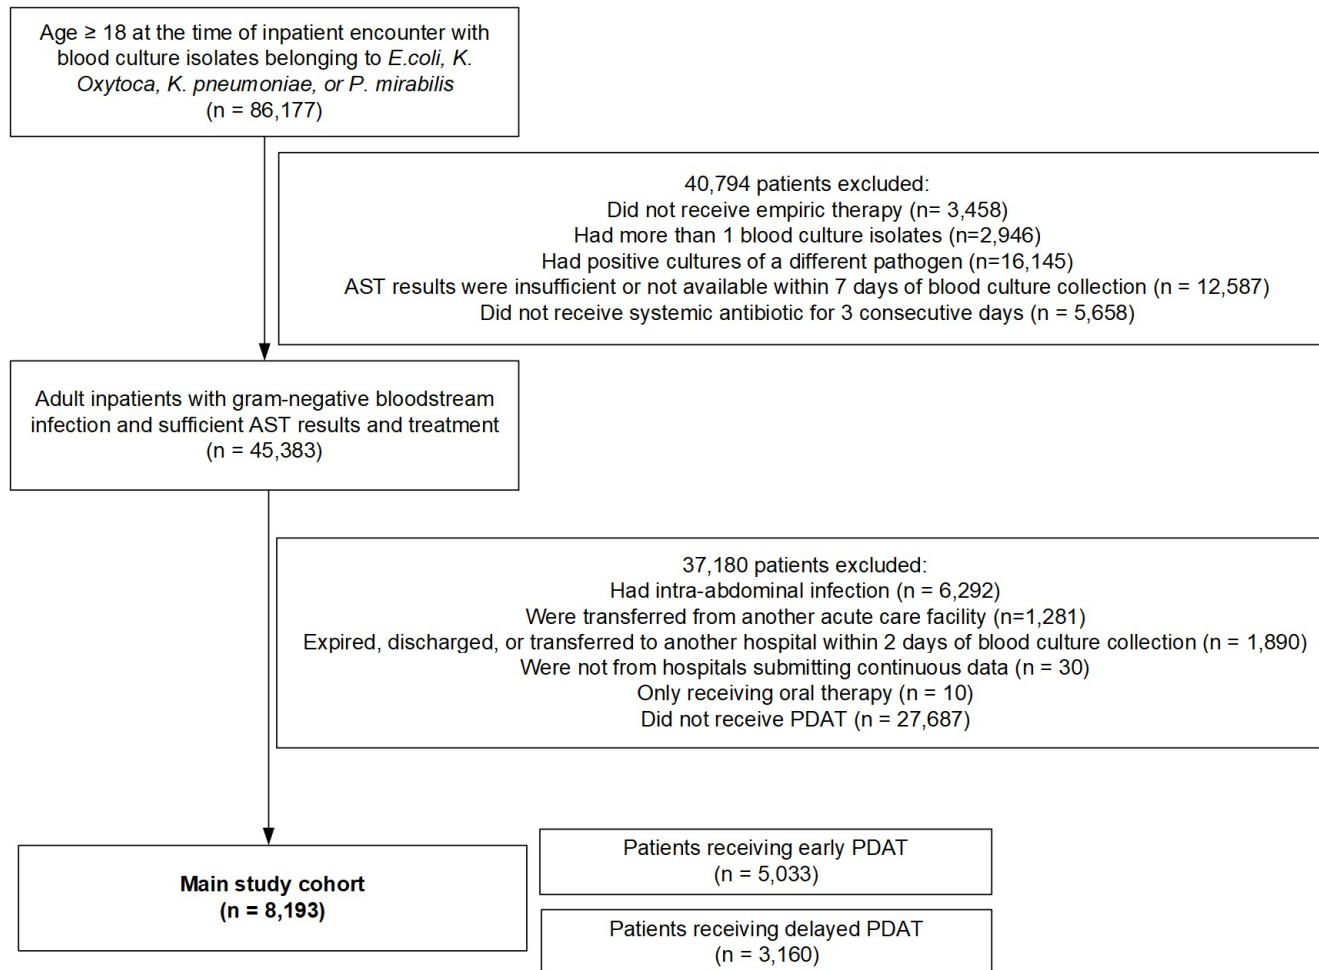 Age ≥ 18 at the time of inpatient encounter with
blood culture isolates belonging to E.coli, K.
Oxytoca, K. pneumoniae, or P. mirabilis
(n = 86,177)
40,794 patients excluded:
Did not receive empiric therapy (n= 3,458)
Had more than 1 blood culture isolates (n=2,946)
Had positive cultures of a different pathogen (n=16,145)
AST results were insufficient or not available within 7 days of blood culture collection (n = 12,587)
Did not receive systemic antibiotic for 3 consecutive days (n = 5,658)
Adult inpatients with gram-negative bloodstream
infection and sufficient AST results and treatment
(n = 45,383)
37,180 patients excluded:
Had intra-abdominal infection (n = 6,292)
Were transferred from another acute care facility (n=1,281)
Expired, discharged, or transferred to another hospital within 2 days of blood culture collection (n = 1,890)
Were not from hospitals submitting continuous data (n = 30)
Only receiving oral therapy (n = 10)
Did not receive PDAT (n = 27,687)
Main study cohort
(n = 8,193)
Patients receiving early PDAT
(n = 5,033)
Patients receiving delayed PDAT
(n = 3,160)